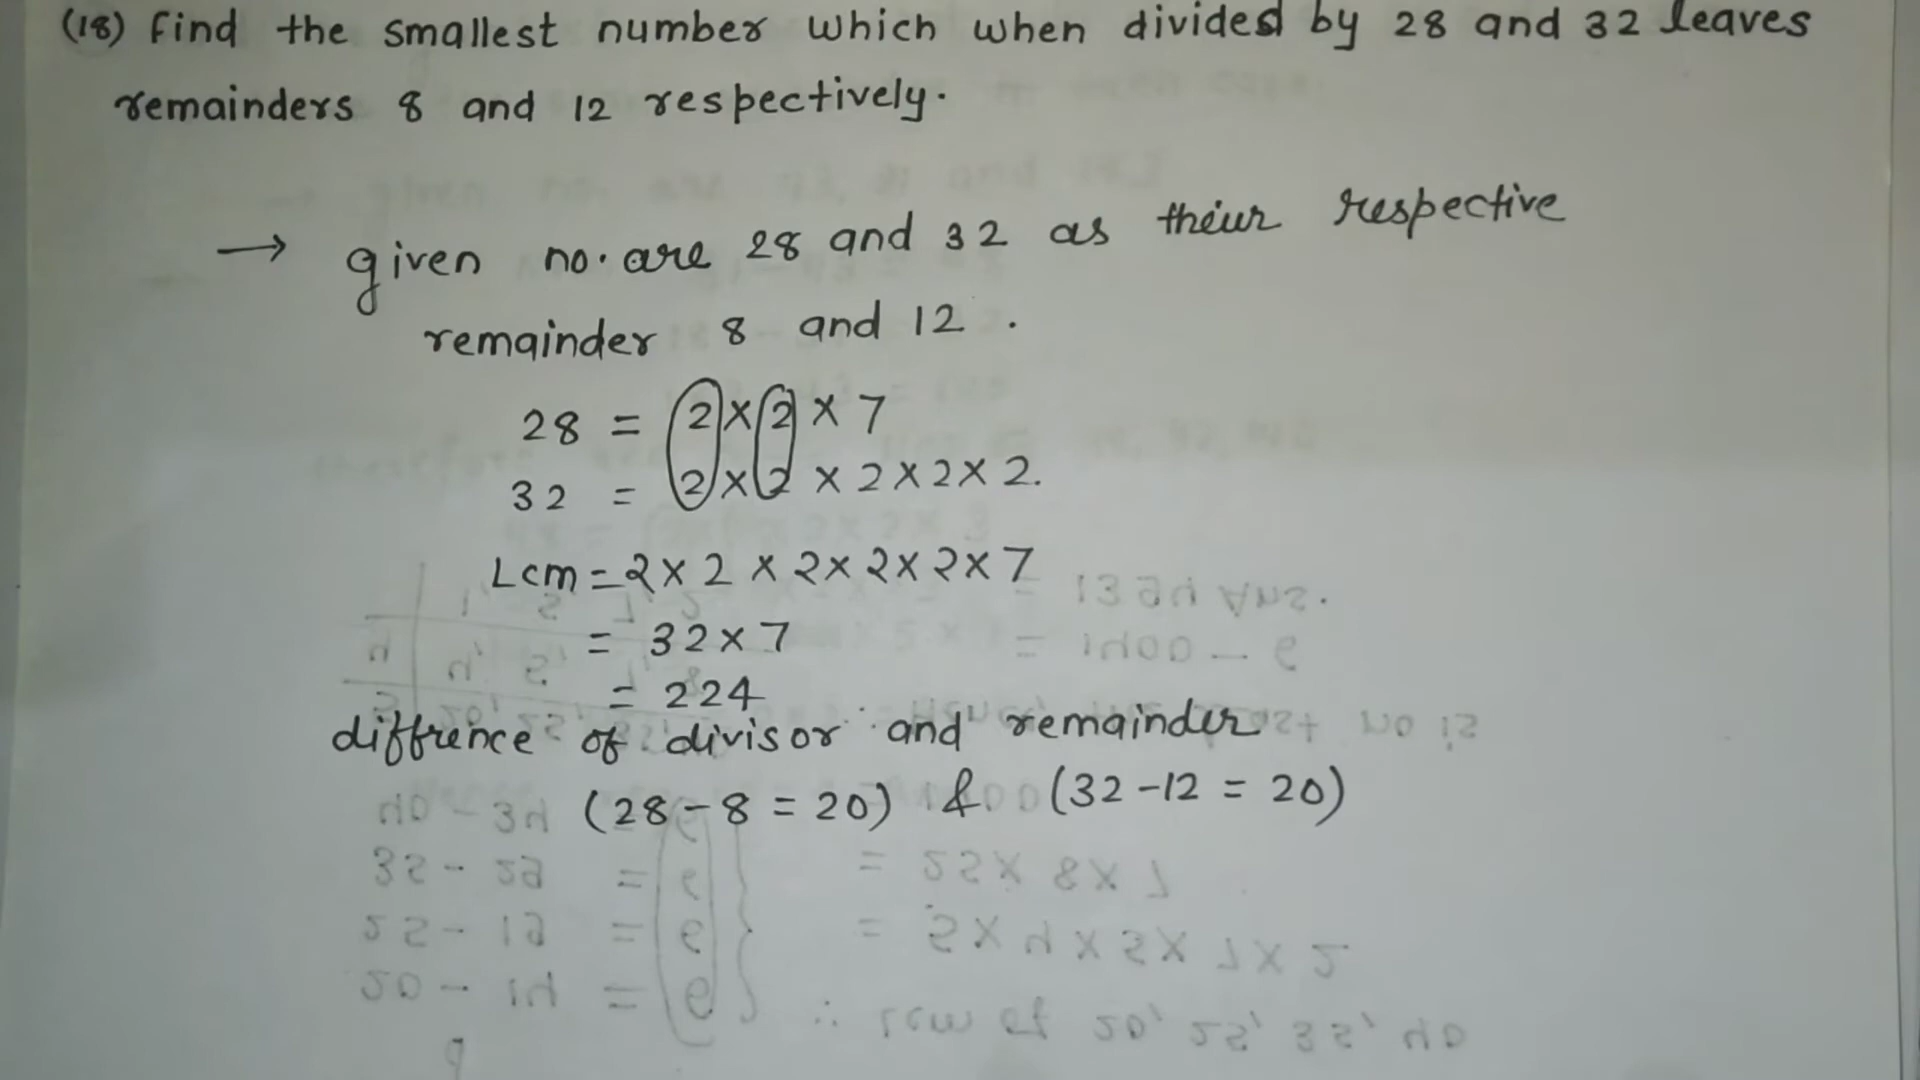 (18) Find the smallest number which when divided by 28 and 32 leaves
remainders 8 and 12 respectively.
→ given no. are 28 and 32 as their respective
remainder 8 and 12 .
28 = 2 × 2 × 7
32 = 2 × 2 × 2 × 2 × 2.
Lcm = 2 × 2 × 2 × 2 × 2 × 7
= 32 × 7
= 224
diffrence of divisor and remainder
(28 - 8 = 20) & (32 - 12 = 20)